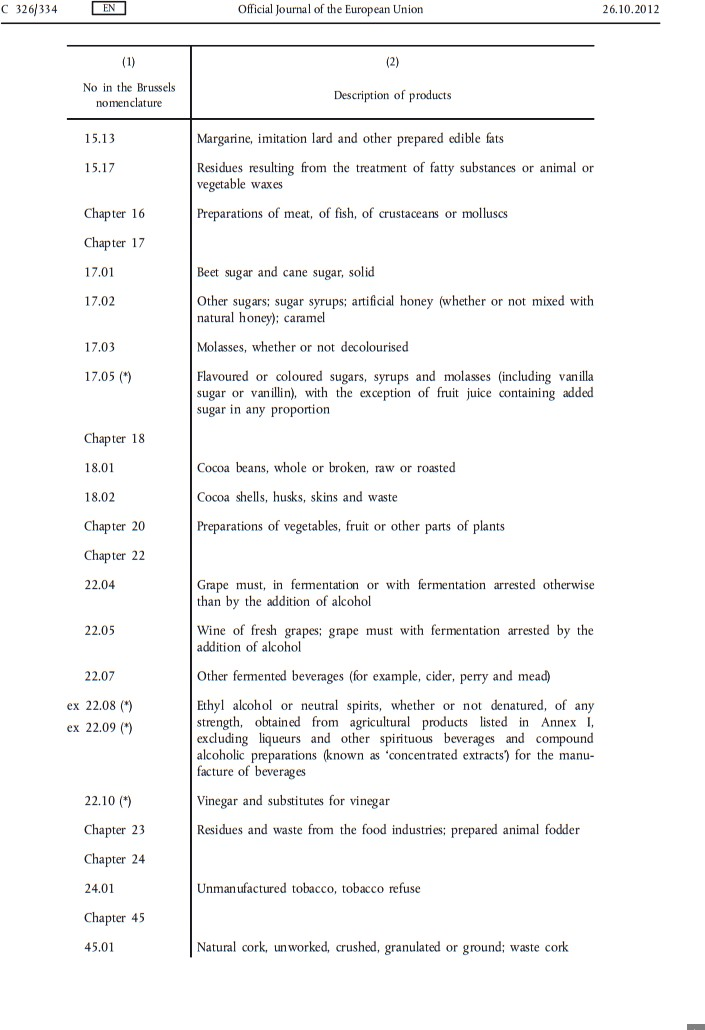 C 326/334 EN Official Journal of the European Union 26.10.2012
(1) (2)
No in the Brussels
nomenclature
Description of products
15.13 Margarine, imitation lard and other prepared edible fats
15.17 Residues resulting from the treatment of fatty substances or animal or
vegetable waxes
Chapter 16 Preparations of meat, of fish, of crustaceans or molluscs
Chapter 17
17.01 Beet sugar and cane sugar, solid
17.02 Other sugars; sugar syrups; artificial honey (whether or not mixed with
natural honey); caramel
17.03 Molasses, whether or not decolourised
17.05 (*) Flavoured or coloured sugars, syrups and molasses (including vanilla
sugar or vanillin), with the exception of fruit juice containing added
sugar in any proportion
Chapter 18
18.01 Cocoa beans, whole or broken, raw or roasted
18.02 Cocoa shells, husks, skins and waste
Chapter 20 Preparations of vegetables, fruit or other parts of plants
Chapter 22
22.04 Grape must, in fermentation or with fermentation arrested otherwise
than by the addition of alcohol
22.05 Wine of fresh grapes; grape must with fermentation arrested by the
addition of alcohol
22.07 Other fermented beverages (for example, cider, perry and mead)
ex 22.08 (*) Ethyl alcohol or neutral spirits, whether or not denatured, of any
ex 22.09 (*) strength, obtained from agricultural products listed in Annex I,
excluding liqueurs and other spirituous beverages and compound
alcoholic preparations (known as ‘concentrated extracts’) for the manu-
facture of beverages
22.10 (*) Vinegar and substitutes for vinegar
Chapter 23 Residues and waste from the food industries; prepared animal fodder
Chapter 24
24.01 Unmanufactured tobacco, tobacco refuse
Chapter 45
45.01 Natural cork, unworked, crushed, granulated or ground; waste cork